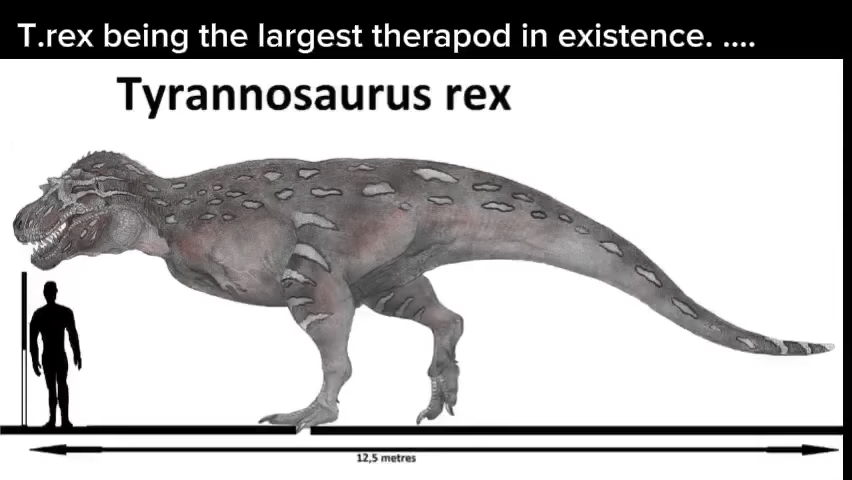 T.rex being the largest therapod in existence. ....
Tyrannosaurus rex
12,5 metres